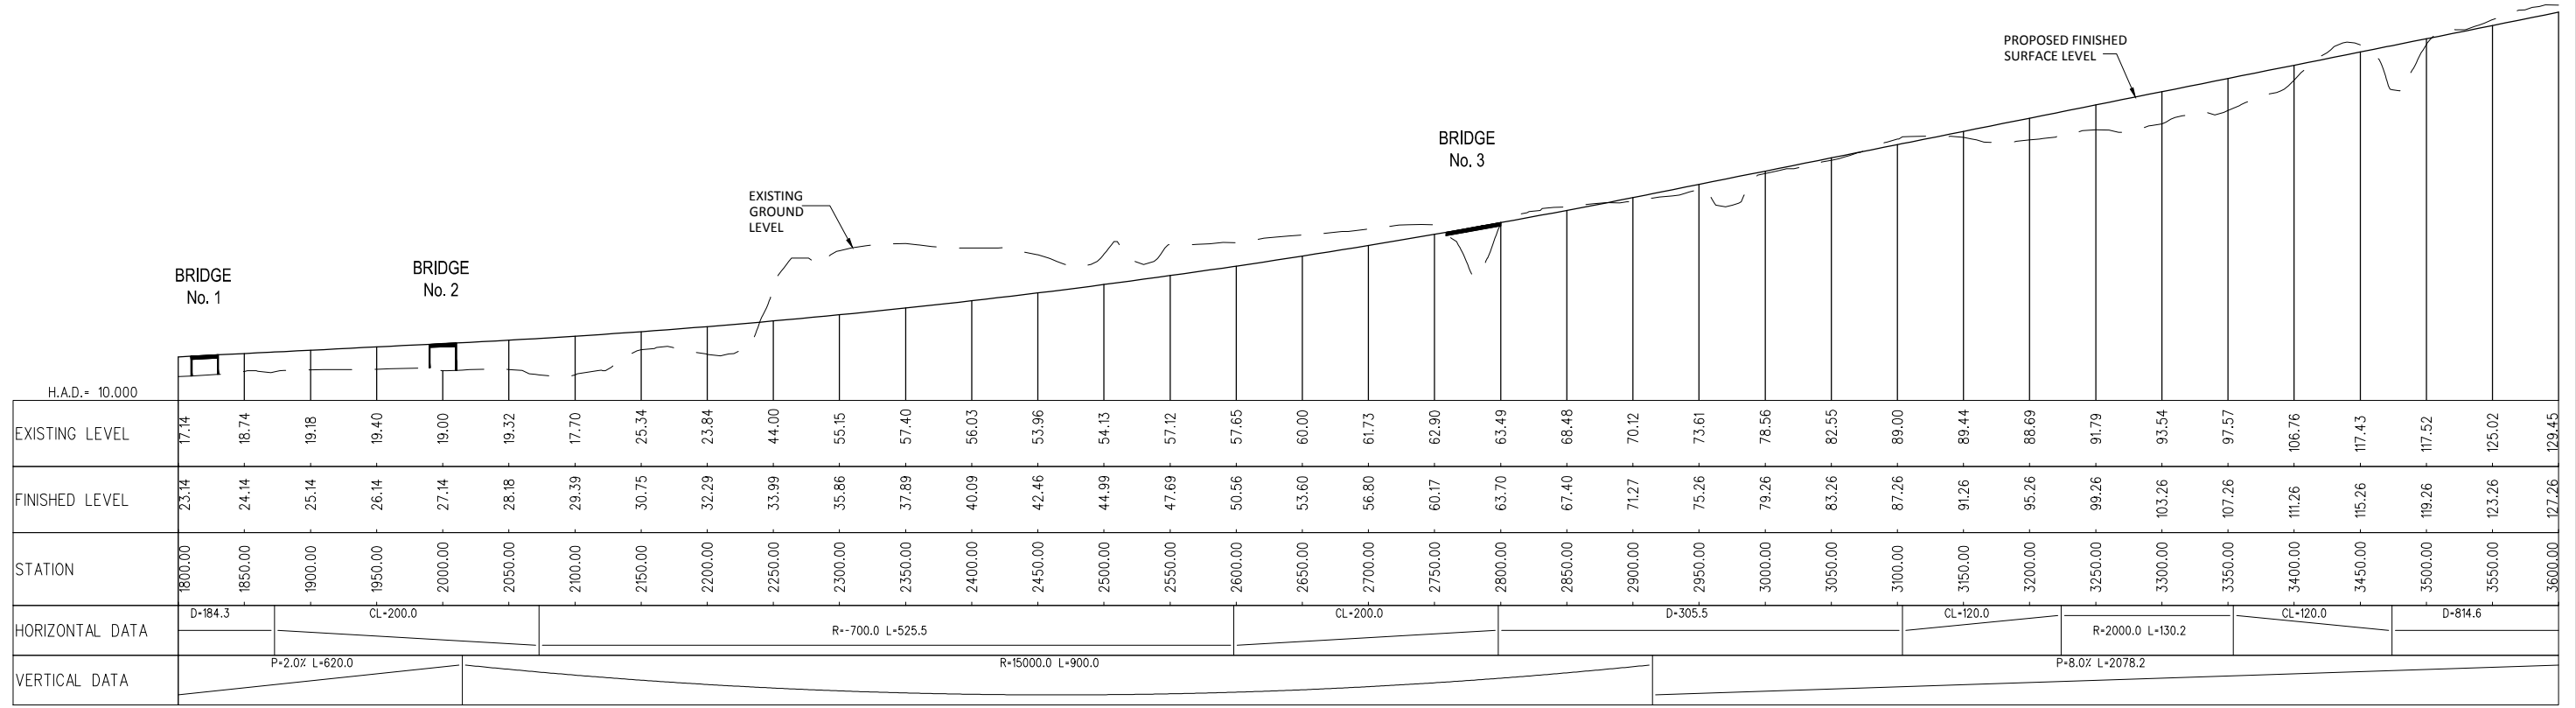 PROPOSED FINISHED
SURFACE LEVEL
BRIDGE
No. 3
EXISTING
GROUND
LEVEL
BRIDGE
No. 1
BRIDGE
No. 2
H.A.D.= 10.000
EXISTING LEVEL 17.14 18.74 19.18 19.40 19.00 19.32 17.70 25.34 23.84 44.00 55.15 57.40 56.03 53.96 54.13 57.12 57.65 60.00 61.73 62.90 63.49 68.48 70.12 73.61 78.56 82.55 89.00 89.44 88.69 91.79 93.54 97.57 106.76 117.43 117.52 125.02 129.45
FINISHED LEVEL 23.14 24.14 25.14 26.14 27.14 28.18 29.39 30.75 32.29 33.99 35.86 37.89 40.09 42.46 44.99 47.69 50.56 53.60 56.80 60.17 63.70 67.40 71.27 75.26 79.26 83.26 87.26 91.26 95.26 99.26 103.26 107.26 111.26 115.26 119.26 123.26 127.26
STATION 1800.00 1850.00 1900.00 1950.00 2000.00 2050.00 2100.00 2150.00 2200.00 2250.00 2300.00 2350.00 2400.00 2450.00 2500.00 2550.00 2600.00 2650.00 2700.00 2750.00 2800.00 2850.00 2900.00 2950.00 3000.00 3050.00 3100.00 3150.00 3200.00 3250.00 3300.00 3350.00 3400.00 3450.00 3500.00 3550.00 3600.00
HORIZONTAL DATA D=184.3 CL=200.0 R=-700.0 L=525.5 CL=200.0 D=305.5 CL=120.0 R=2000.0 L=130.2 CL=120.0 D=814.6
VERTICAL DATA P=2.0% L=620.0 R=15000.0 L=900.0 P=8.0% L=2078.2